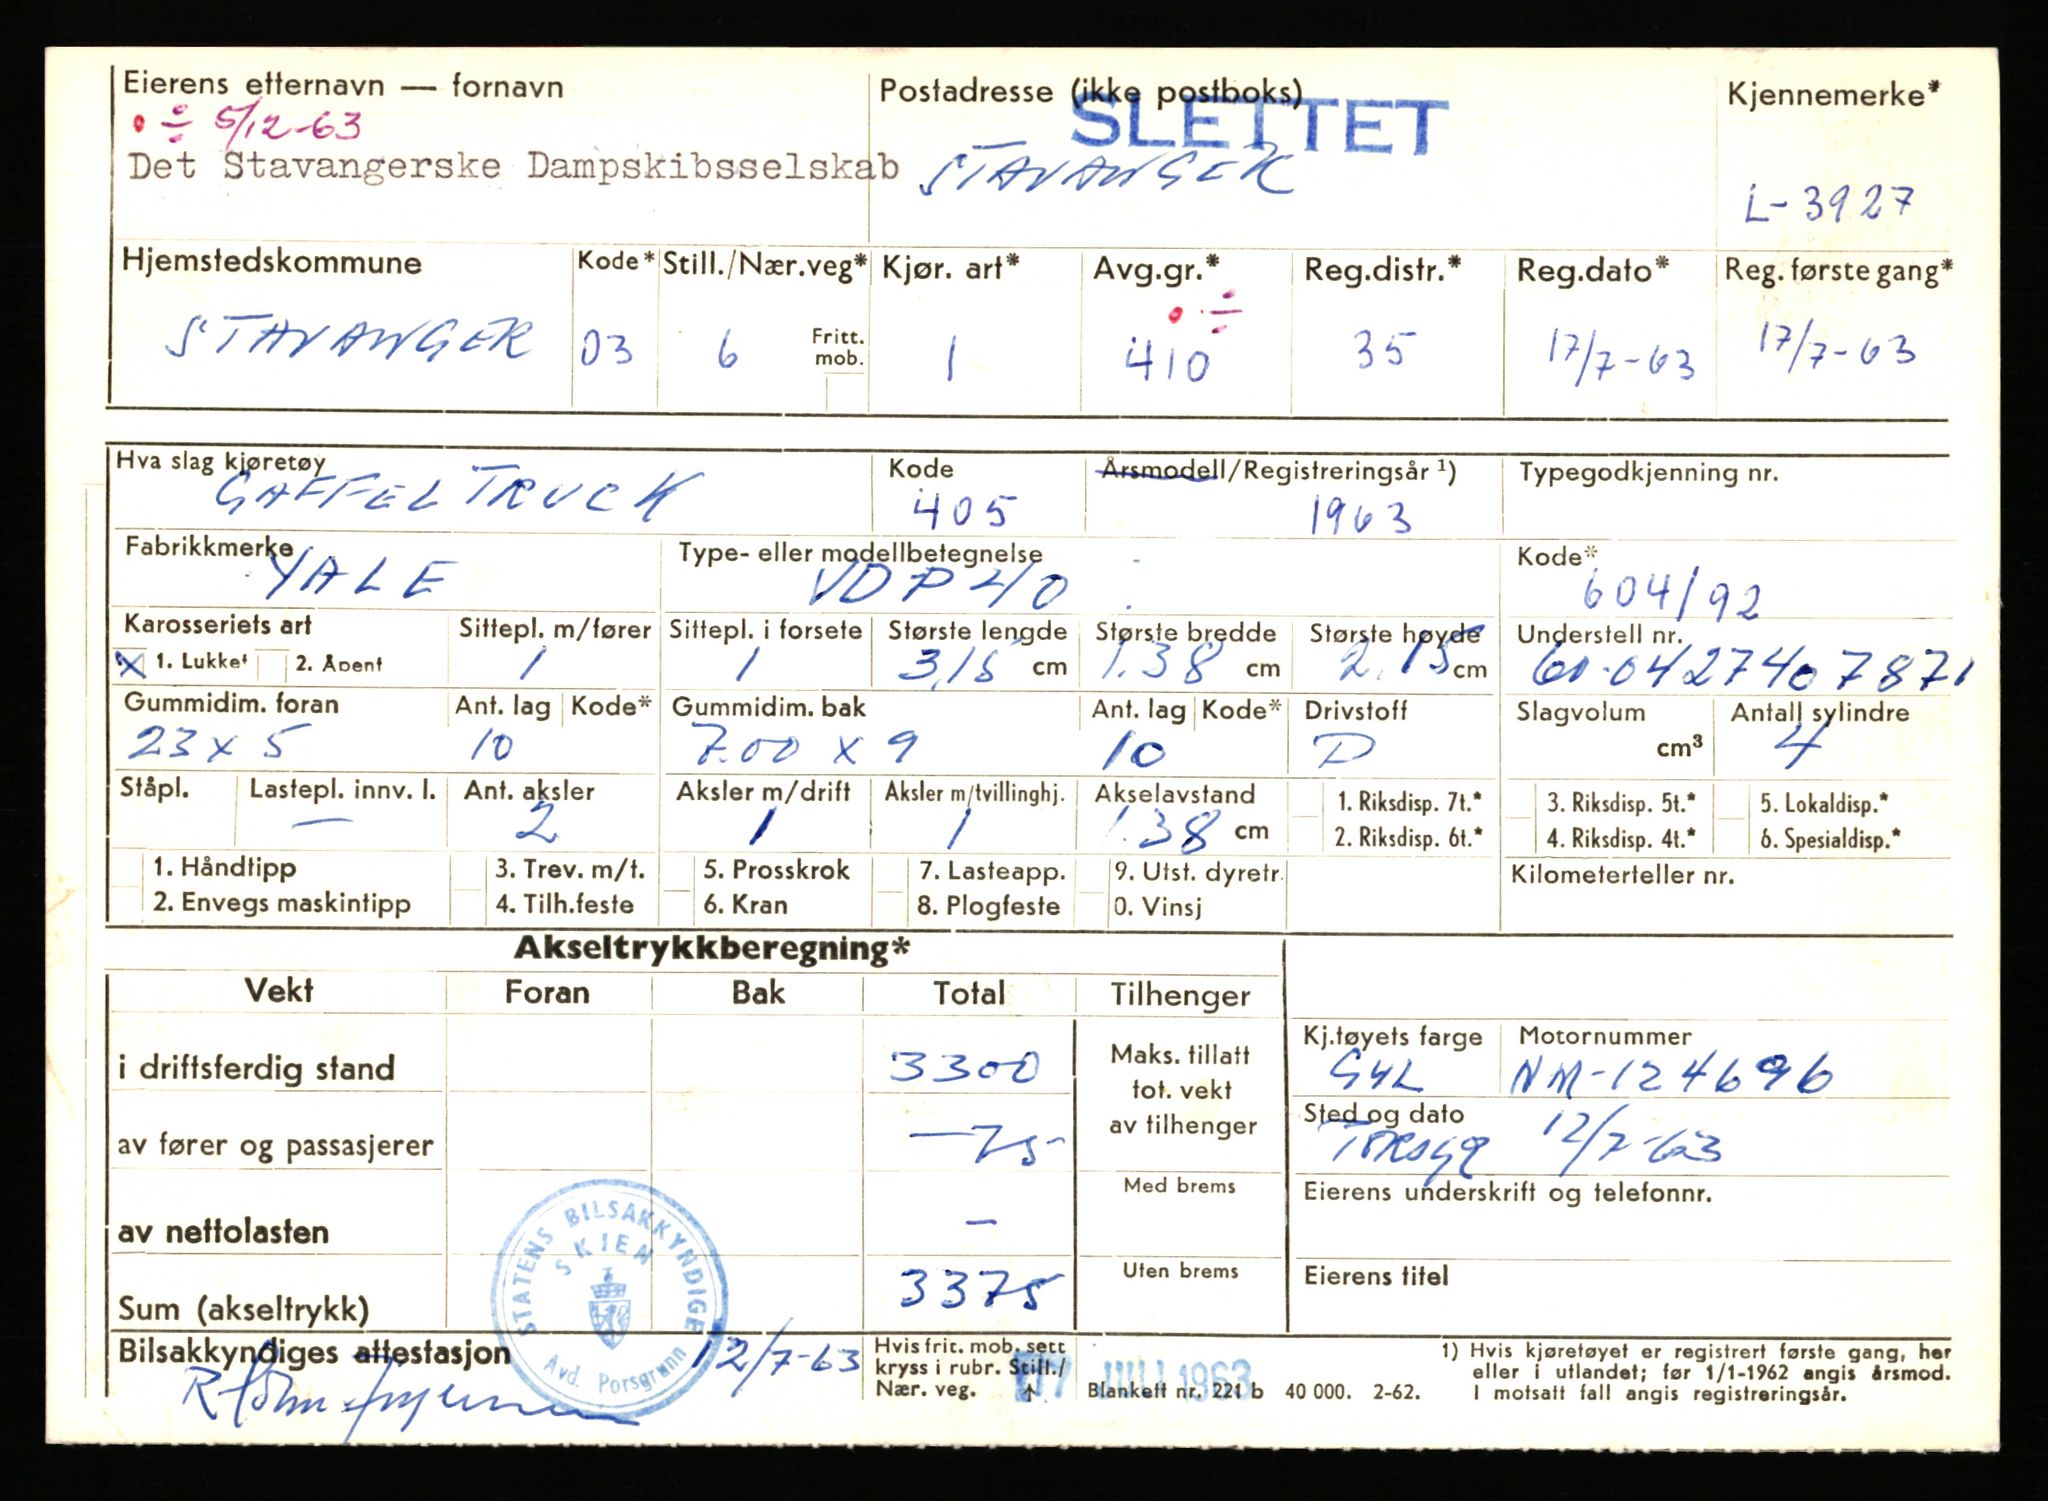 Eierens etternavn — fornavn
Postadresse (ikke postboks)
Kjennemerke*
• ÷ 5/12-63
SLETTET
Det Stavangerske Dampskibsselskab
STAVANGER
L-3927
Hjemstedskommune Kode* Still./Nær.veg* Kjør. art* Avg.gr.* Reg.distr.* Reg.dato* Reg. første gang*
• ÷
STAVANGER 03 6 Fritt. mob. 1 410 35 17/7-63 17/7-63
Hva slag kjøretøy Kode Årsmodell/Registreringsår ¹) Typegodkjenning nr.
GAFFELTRUCK 405 1963
Fabrikkmerke Type- eller modellbetegnelse Kode*
YALE VDP40 604/92
Karosseriets art Sittepl. m/fører Sittepl. i forsete Største lengde Største bredde Største høyde Understell nr.
X 1. Lukket 2. Åpent 1 1 3,15 cm 1.38 cm 2.15 cm 60-042740787,
Gummidim. foran Ant. lag Kode* Gummidim. bak Ant. lag Kode* Drivstoff Slagvolum Antall sylindre
23 x 5 10 7.00 x 9 10 D cm³ 4
Ståpl. Lastepl. innv. l. Ant. aksler Aksler m/drift Aksler m/tvillinghj. Akselavstand 1. Riksdisp. 7t.* 3. Riksdisp. 5t.* 5. Lokaldisp.*
— 2 1 1 1.38 cm 2. Riksdisp. 6t.* 4. Riksdisp. 4t.* 6. Spesialdisp.*
1. Håndtipp 3. Trev. m/t. 5. Prosskrok 7. Lasteapp. 9. Utst. dyretr. Kilometerteller nr.
2. Envegs maskintipp 4. Tilh.feste 6. Kran 8. Plogfeste 0. Vinsj
Akseltrykkberegning*
Vekt Foran Bak Total Tilhenger
i driftsferdig stand 3300
Maks. tillatt
tot. vekt
av tilhenger
Kj.tøyets farge Motornummer
GUL NM-124696
av fører og passasjerer —75-
Sted og dato
12/7-63
Med brems
Eierens underskrift og telefonnr.
av nettolasten —
Uten brems
Eierens titel
Sum (akseltrykk) 3375
STATENS BILSAKKYNDIGE
SKIEN
Avd. Porsgrunn
Bilsakkyndiges attestasjon 12/7-63
Hvis frit. mob. sett
kryss i rubr. Still./
Nær. veg. ↑
17 JULI 1963
Blankett nr. 221 b 40 000. 2-62.
1) Hvis kjøretøyet er registrert første gang, her
eller i utlandet; før 1/1-1962 angis årsmod.
I motsatt fall angis registreringsår.